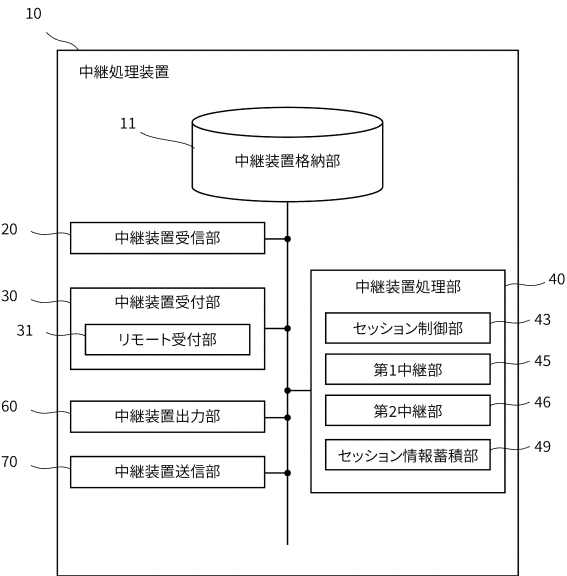 10
中継処理装置
11
中継装置格納部
20
中継装置受信部
30
中継装置受付部
31
リモート受付部
60
中継装置出力部
70
中継装置送信部
40
中継装置処理部
43
セッション制御部
45
第1中継部
46
第2中継部
49
セッション情報蓄積部